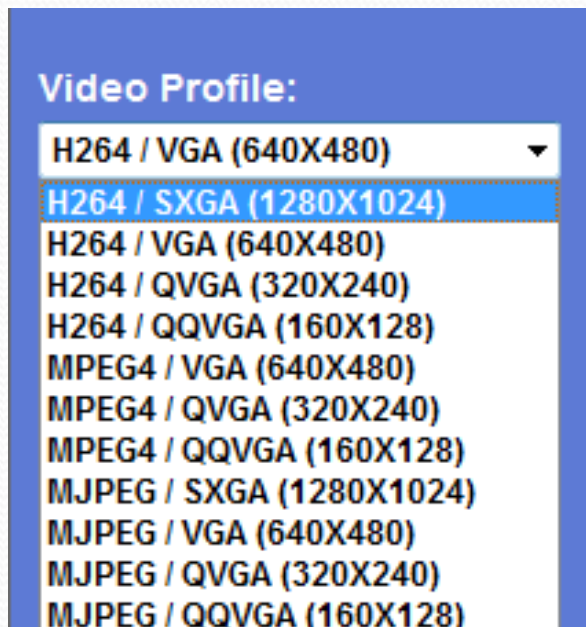 Video Profile:
H264 / VGA (640X480)
H264 / SXGA (1280X1024)
H264 / VGA (640X480)
H264 / QVGA (320X240)
H264 / QQVGA (160X128)
MPEG4 / VGA (640X480)
MPEG4 / QVGA (320X240)
MPEG4 / QQVGA (160X128)
MJPEG / SXGA (1280X1024)
MJPEG / VGA (640X480)
MJPEG / QVGA (320X240)
MJPEG / QQVGA (160X128)